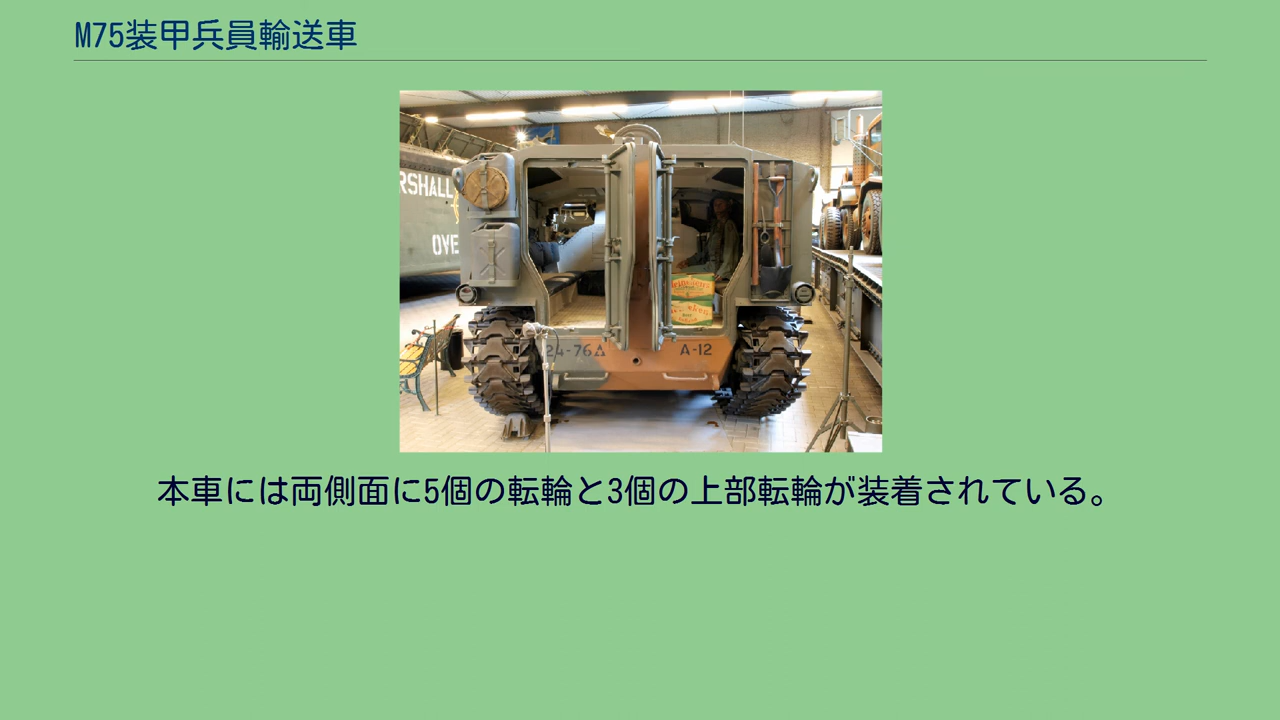 M75装甲兵員輸送車
RSHALL
OVE
24-76
A-12
本車には両側面に5個の転輪と3個の上部転輪が装着されている。